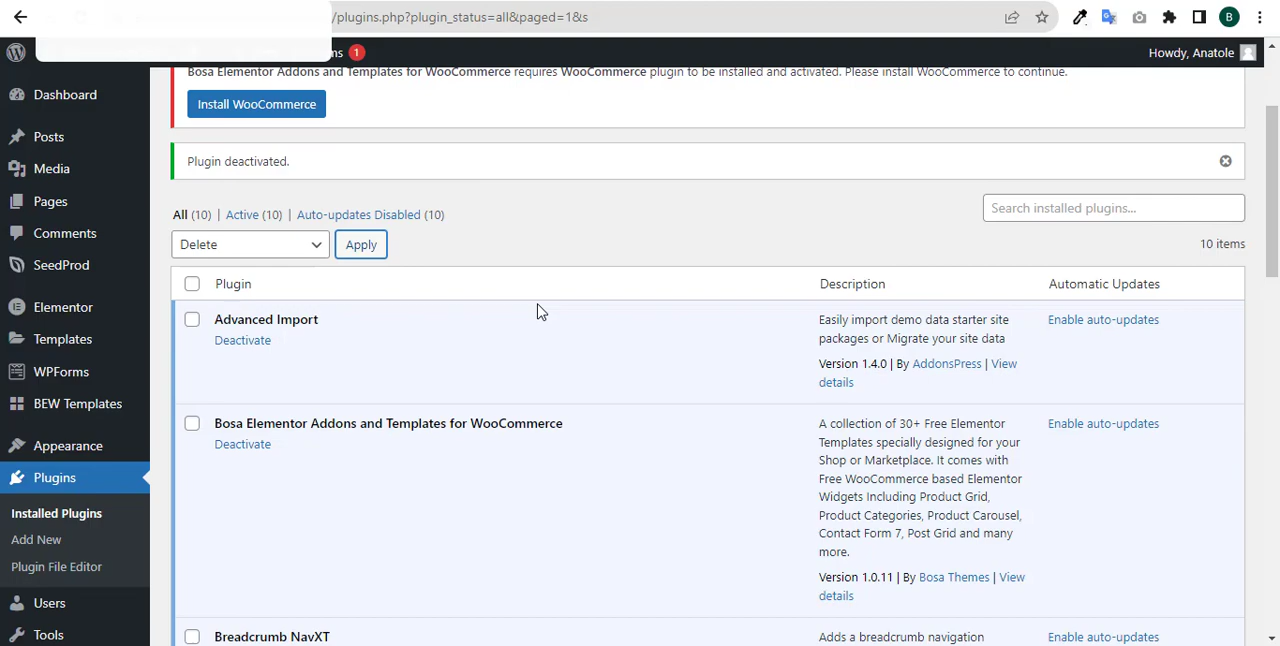 /plugins.php?plugin_status=all&paged=1&s
B
1
Howdy, Anatole
Bosa Elementor Addons and Templates for WooCommerce requires WooCommerce plugin to be installed and activated. Please install WooCommerce to continue.
Install WooCommerce
Plugin deactivated.
All (10) | Active (10) | Auto-updates Disabled (10)
Search installed plugins...
Delete
Apply
10 items
Plugin
Description
Automatic Updates
Advanced Import
Deactivate
Easily import demo data starter site
packages or Migrate your site data
Version 1.4.0 | By AddonsPress | View
details
Enable auto-updates
Bosa Elementor Addons and Templates for WooCommerce
Deactivate
A collection of 30+ Free Elementor
Templates specially designed for your
Shop or Marketplace. It comes with
Free WooCommerce based Elementor
Widgets Including Product Grid,
Product Categories, Product Carousel,
Contact Form 7, Post Grid and many
more.
Version 1.0.11 | By Bosa Themes | View
details
Enable auto-updates
Breadcrumb NavXT
Adds a breadcrumb navigation
Enable auto-updates
Dashboard
Posts
Media
Pages
Comments
SeedProd
Elementor
Templates
WPForms
BEW Templates
Appearance
Plugins
Installed Plugins
Add New
Plugin File Editor
Users
Tools